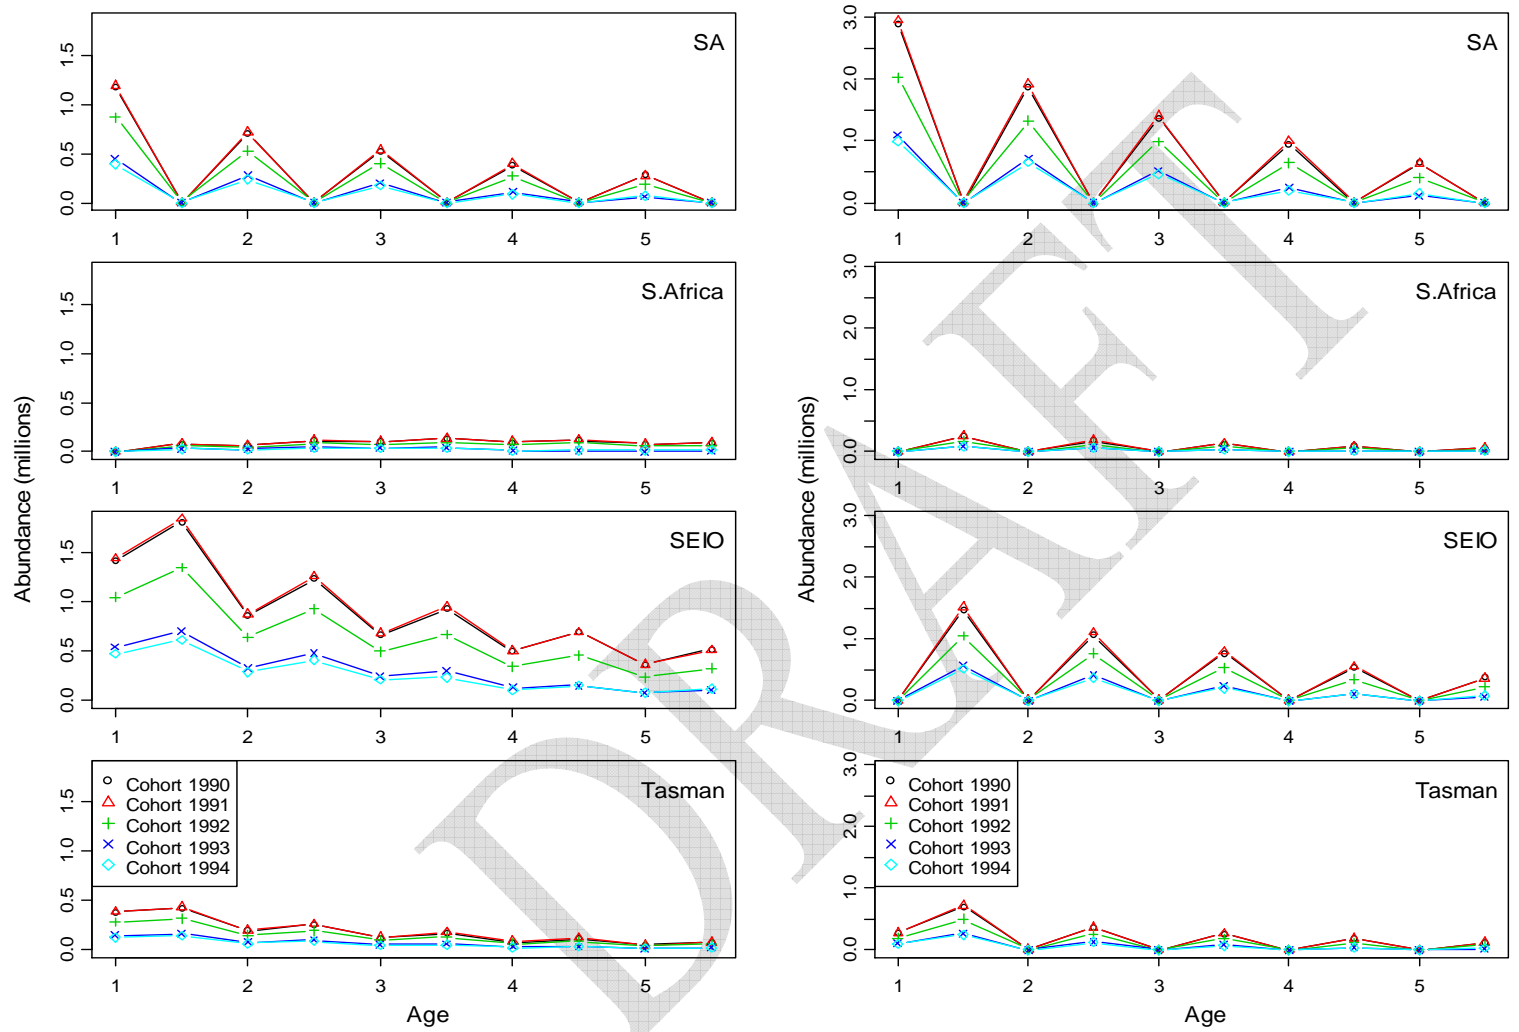 SA
0.0 0.5 1.0 1.5
1 2 3 4 5
S.Africa
0.0 0.5 1.0 1.5
1 2 3 4 5
SEIO
0.0 0.5 1.0 1.5
1 2 3 4 5
Tasman
0.0 0.5 1.0 1.5
Cohort 1990
Cohort 1991
Cohort 1992
Cohort 1993
Cohort 1994
1 2 3 4 5
Age
Abundance (millions)
SA
0.0 1.0 2.0 3.0
1 2 3 4 5
S.Africa
0.0 1.0 2.0 3.0
1 2 3 4 5
SEIO
0.0 1.0 2.0 3.0
1 2 3 4 5
Tasman
0.0 1.0 2.0 3.0
Cohort 1990
Cohort 1991
Cohort 1992
Cohort 1993
Cohort 1994
1 2 3 4 5
Age
Abundance (millions)
DRAFT